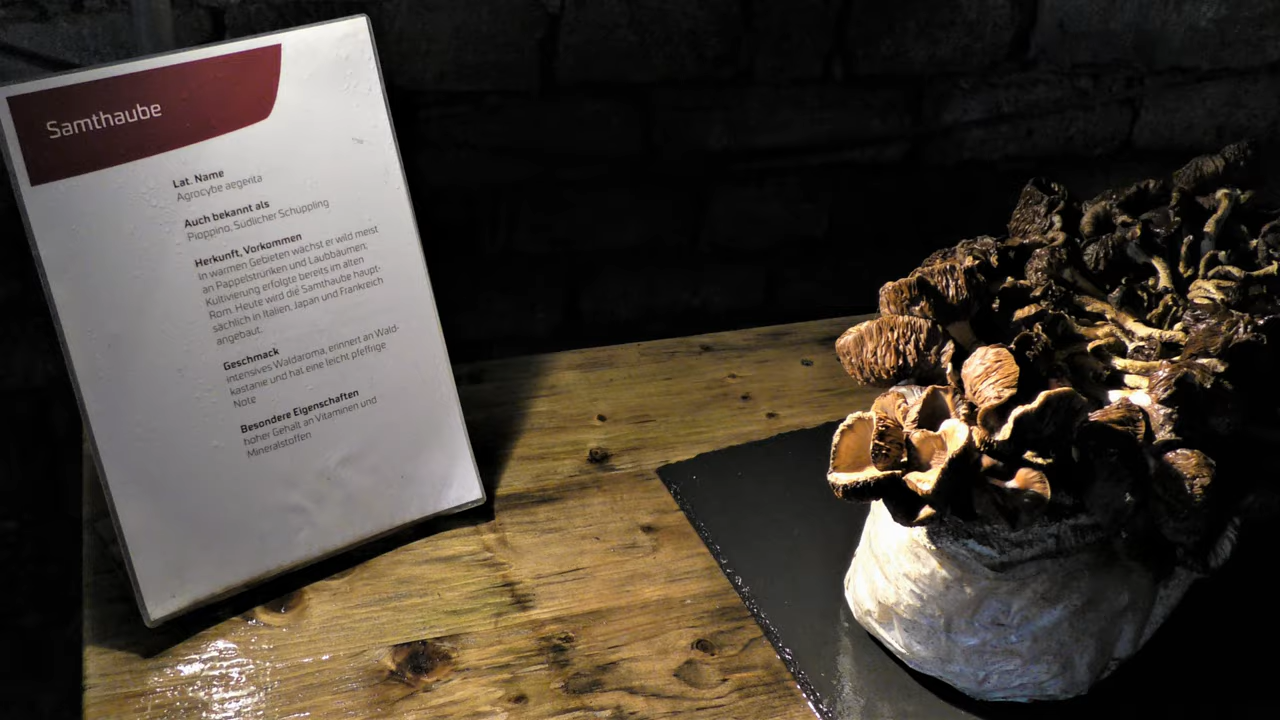 Samthaube
Lat. Name
Agrocybe aegerita
Auch bekannt als
Pioppino, Südlicher Schüppling
Herkunft, Vorkommen
In warmen Gebieten wächst er wild meist
an Pappelstrünken und Laubbäumen;
Kultivierung erfolgte bereits im alten
Rom. Heute wird die Samthaube haupt-
sächlich in Italien, Japan und Frankreich
angebaut.
Geschmack
intensives Waldaroma, erinnert an Wald-
kastanie und hat eine leicht pfeffrige
Note
Besondere Eigenschaften
hoher Gehalt an Vitaminen und
Mineralstoffen